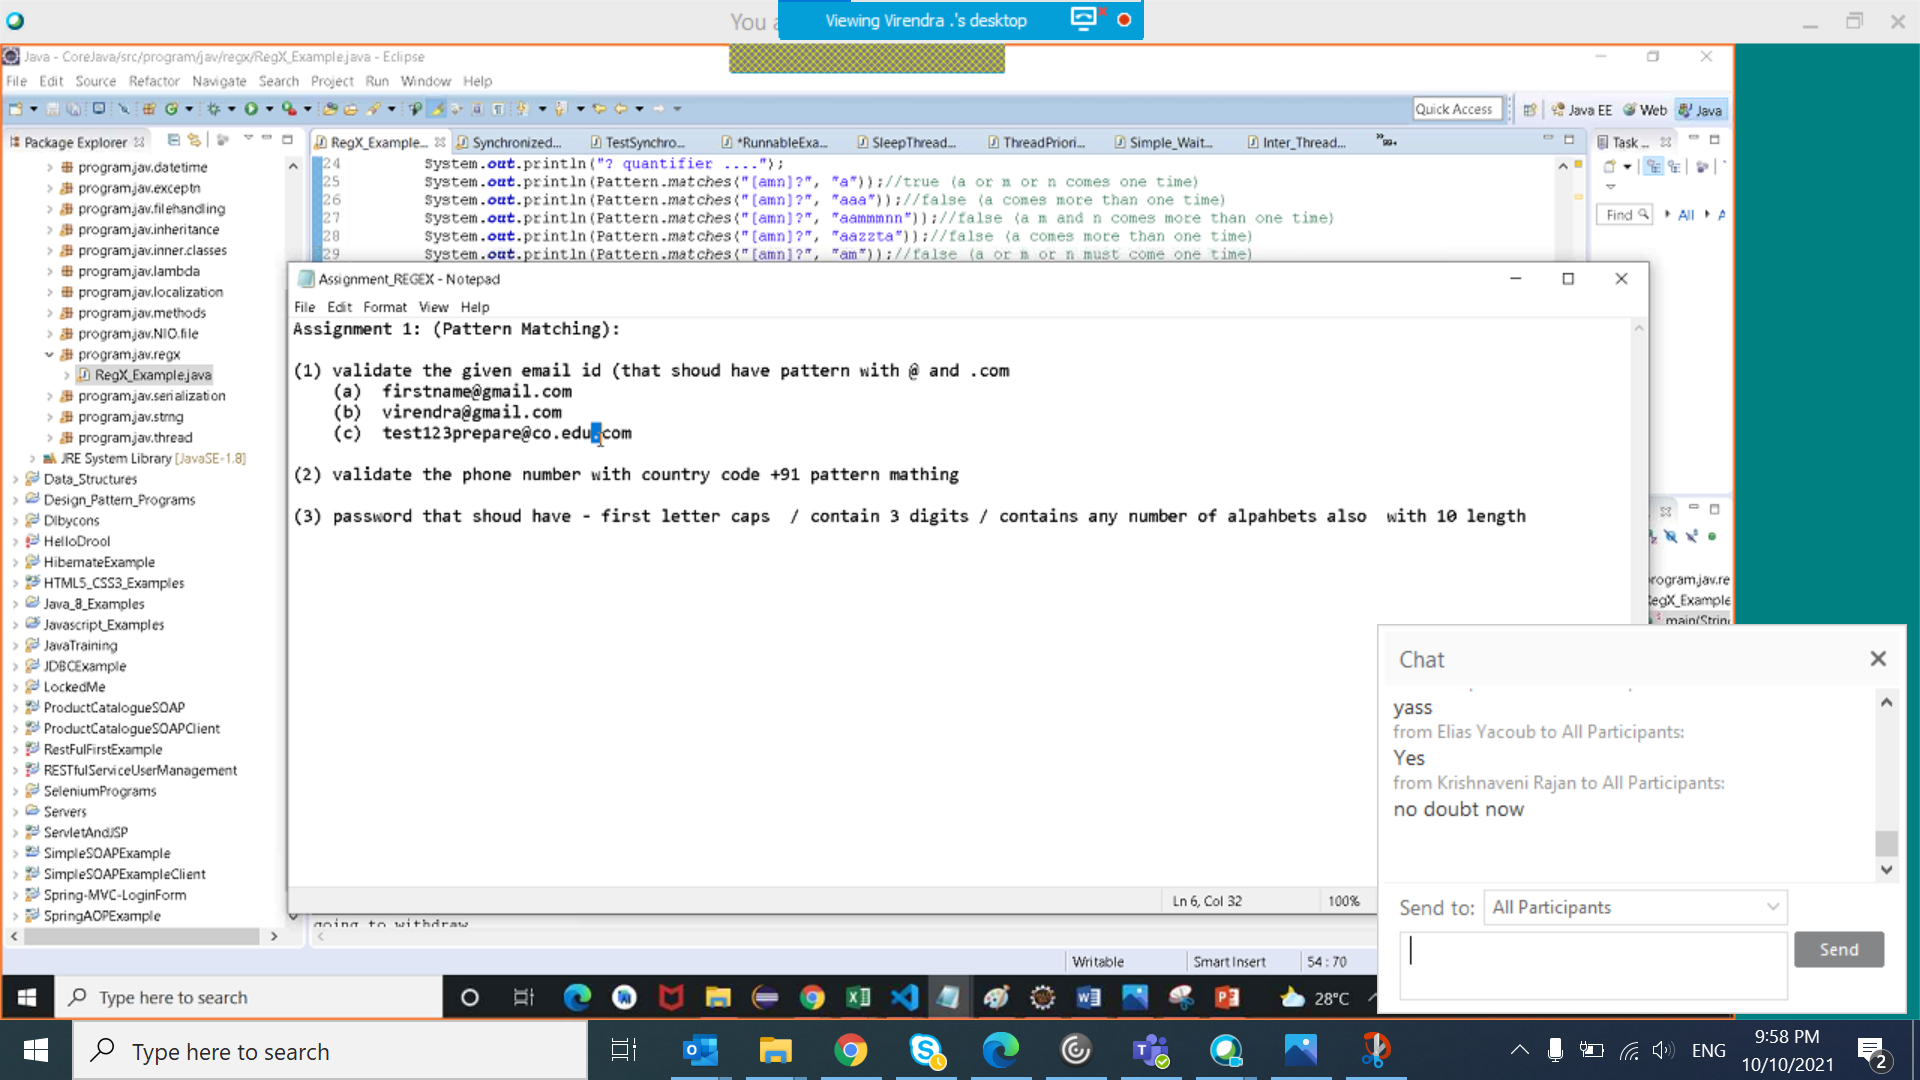 You a
Viewing Virendra .'s desktop
Java - CoreJava/src/program/jav/regx/RegX_Example.java - Eclipse
File Edit Source Refactor Navigate Search Project Run Window Help
Quick Access
Java EE
Web
Java
Package Explorer
RegX_Example...
Synchronized...
TestSynchro...
*RunnableExa...
SleepThread...
ThreadPriori...
Simple_Wait...
Inter_Thread...
Task ...
Find
All
program.jav.datetime
program.jav.exceptn
program.jav.filehandling
program.jav.inheritance
program.jav.inner.classes
program.jav.lambda
program.jav.localization
program.jav.methods
program.jav.NIO.file
program.jav.regx
RegX_Example.java
program.jav.serialization
program.jav.strng
program.jav.thread
JRE System Library [JavaSE-1.8]
Data_Structures
Design_Pattern_Programs
DIbycons
HelloDrool
HibernateExample
HTML5_CSS3_Examples
Java_8_Examples
Javascript_Examples
JavaTraining
JDBCExample
LockedMe
ProductCatalogueSOAP
ProductCatalogueSOAPClient
RestFulFirstExample
RESTfulServiceUserManagement
SeleniumPrograms
Servers
ServletAndJSP
SimpleSOAPExample
SimpleSOAPExampleClient
Spring-MVC-LoginForm
SpringAOPExample
24 System.out.println("? quantifier ....");
25 System.out.println(Pattern.matches("[amn]?", "a"));//true (a or m or n comes one time)
26 System.out.println(Pattern.matches("[amn]?", "aaa"));//false (a comes more than one time)
27 System.out.println(Pattern.matches("[amn]?", "aammmnn"));//false (a m and n comes more than one time)
28 System.out.println(Pattern.matches("[amn]?", "aazzta"));//false (a comes more than one time)
29 System.out.println(Pattern.matches("[amn]?", "am"));//false (a or m or n must come one time)
Assignment_REGEX - Notepad
File Edit Format View Help
Assignment 1: (Pattern Matching):
(1) validate the given email id (that shoud have pattern with @ and .com
(a) firstname@gmail.com
(b) virendra@gmail.com
(c) test123prepare@co.edu.com
(2) validate the phone number with country code +91 pattern mathing
(3) password that shoud have - first letter caps / contain 3 digits / contains any number of alpahbets also with 10 length
Ln 6, Col 32
100%
rogram.jav.re
RegX_Example
main(Strin
going to withdraw
Writable
Smart Insert
54 : 70
Chat
yass
from Elias Yacoub to All Participants:
Yes
from Krishnaveni Rajan to All Participants:
no doubt now
Send to:
All Participants
Send
Type here to search
28°C
Type here to search
ENG
9:58 PM
10/10/2021
2